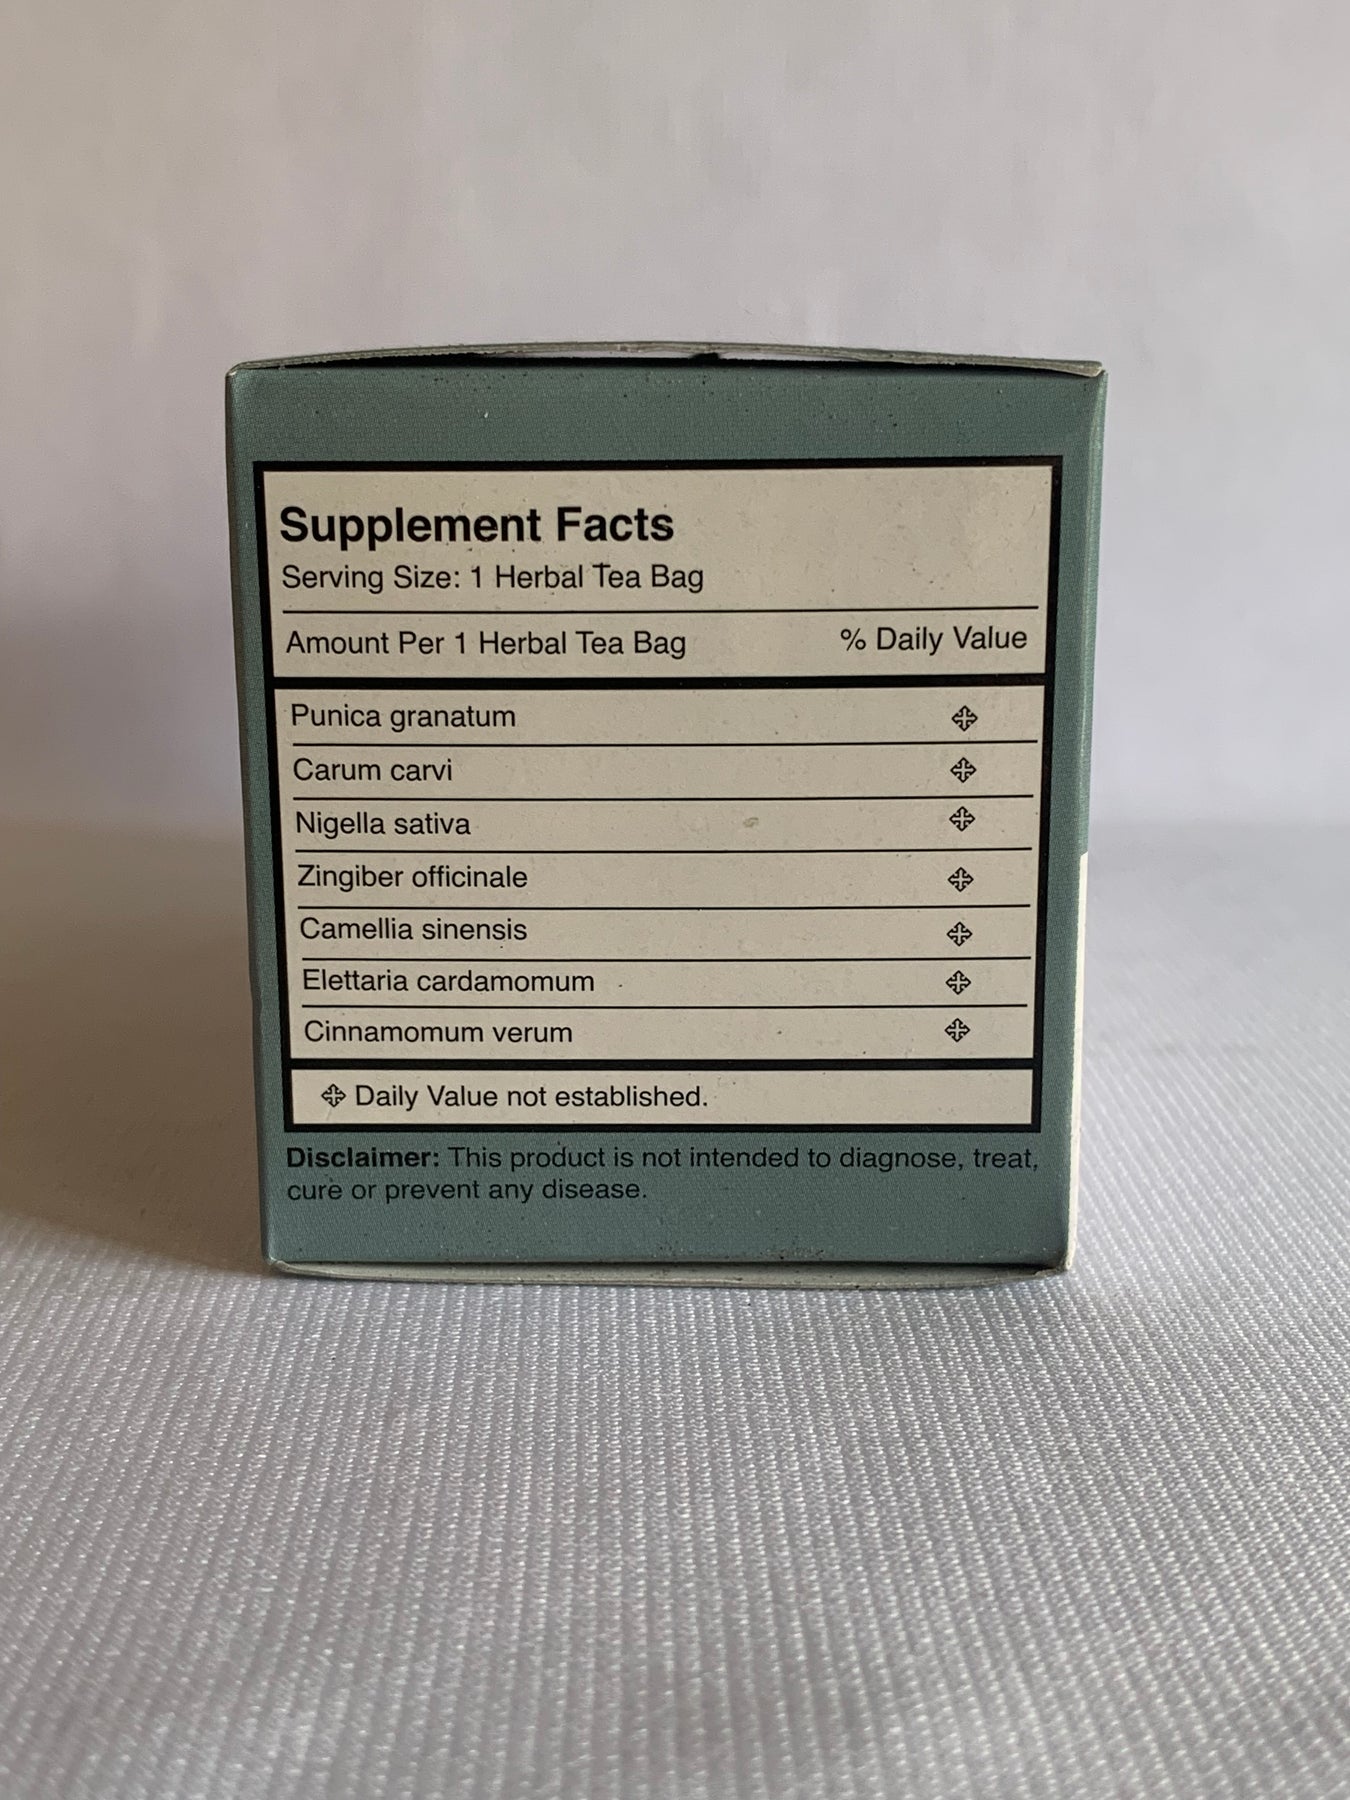 Supplement Facts
Serving Size: 1 Herbal Tea Bag
Amount Per 1 Herbal Tea Bag % Daily Value
Punica granatum ✥
Carum carvi ✥
Nigella sativa ✥
Zingiber officinale ✥
Camellia sinensis ✥
Elettaria cardamomum ✥
Cinnamomum verum ✥
✥ Daily Value not established.
Disclaimer: This product is not intended to diagnose, treat,
cure or prevent any disease.